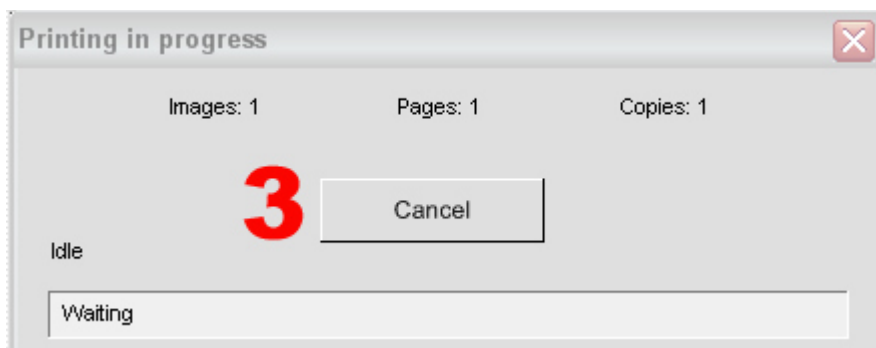 Printing in progress
Images: 1 Pages: 1 Copies: 1
3 Cancel
Idle
Waiting